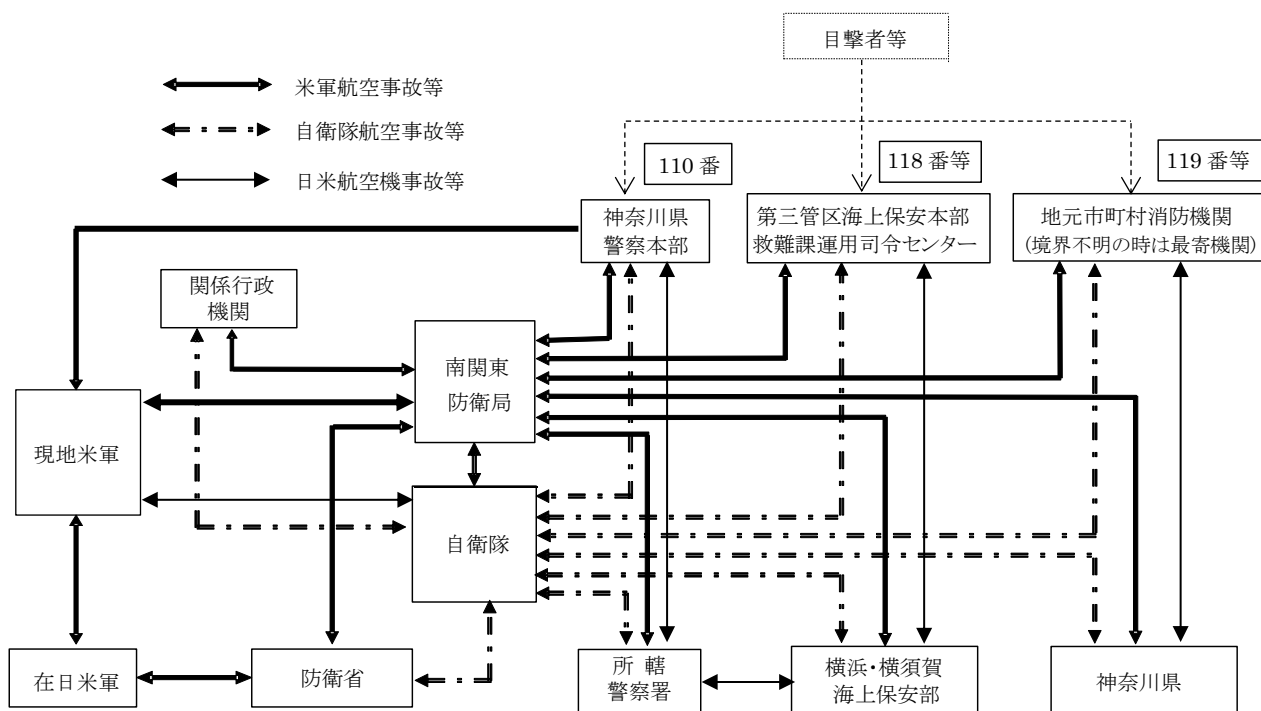 目撃者等
米軍航空事故等
自衛隊航空事故等
日米航空機事故等
110 番
118 番等
119 番等
神奈川県
警察本部
第三管区海上保安本部
救難課運用司令センター
地元市町村消防機関
(境界不明の時は最寄機関)
関係行政
機関
南関東
防衛局
現地米軍
自衛隊
在日米軍
防衛省
所 轄
警察署
横浜・横須賀
海上保安部
神奈川県